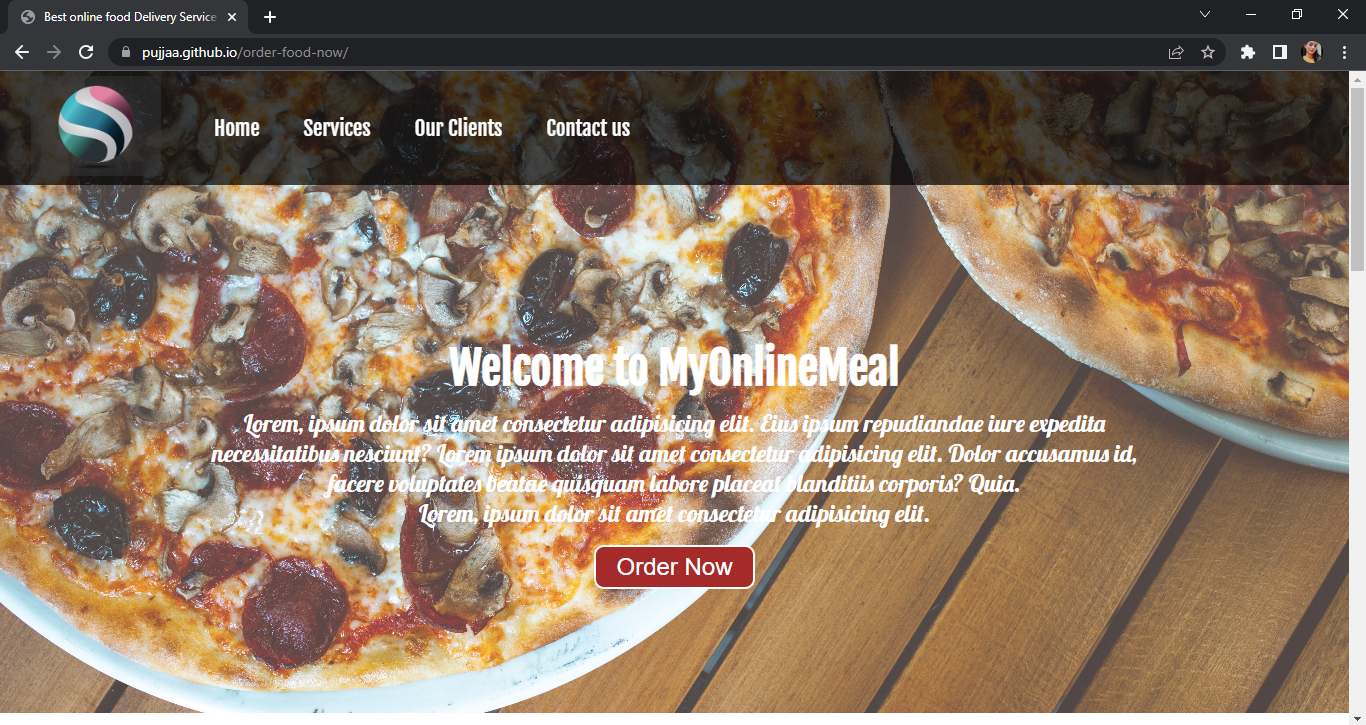 Best online food Delivery Service
pujjaa.github.io/order-food-now/
Home Services Our Clients Contact us
Welcome to MyOnlineMeal
Lorem, ipsum dolor sit amet consectetur adipisicing elit. Eius ipsum repudiandae iure expedita
necessitatibus nesciunt? Lorem ipsum dolor sit amet consectetur adipisicing elit. Dolor accusamus id,
facere voluptates beatae quisquam labore placeat blanditiis corporis? Quia.
Lorem, ipsum dolor sit amet consectetur adipisicing elit.
Order Now